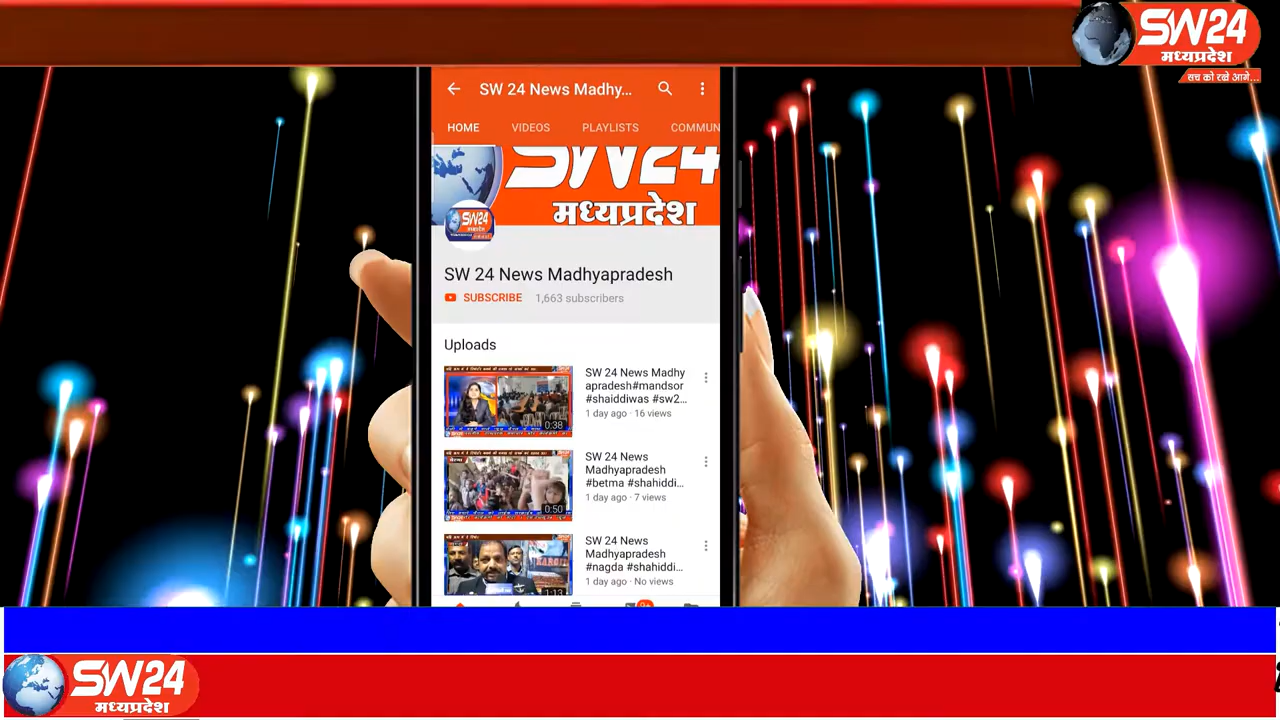 SW24
मध्यप्रदेश
सच को रखे आगे...
SW 24 News Madhy...
HOME VIDEOS PLAYLISTS COMMUN
SW24
मध्यप्रदेश
SW24
SW 24 News Madhyapradesh
SUBSCRIBE 1,663 subscribers
Uploads
SW 24 News Madhy
apradesh#mandsor
#shaiddiwas #sw2...
1 day ago · 16 views
0:38
SW 24 News
Madhyapradesh
#betma #shahiddi...
1 day ago · 7 views
0:50
SW 24 News
Madhyapradesh
#nagda #shahiddi...
1 day ago · No views
1:13
SW24
मध्यप्रदेश